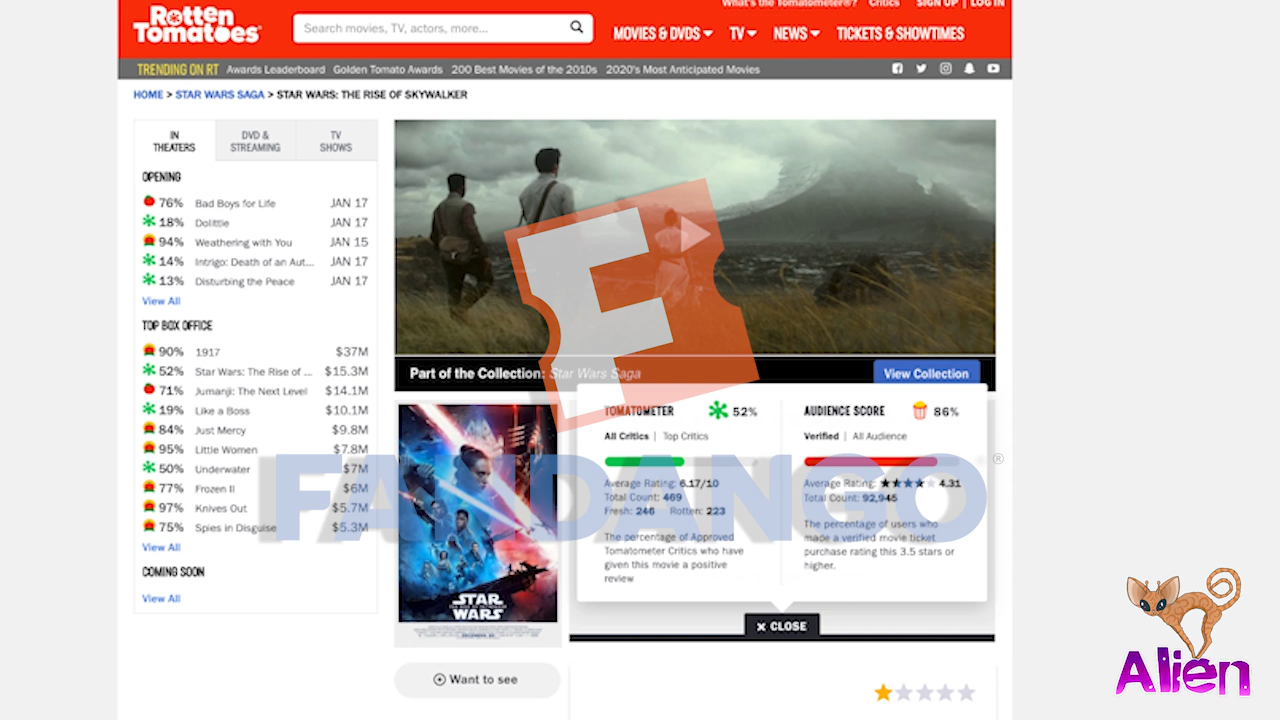 What's the Tomatometer®? Critics SIGN UP | LOG IN
Rotten
Tomatoes
Search movies, TV, actors, more...
MOVIES & DVDS TV NEWS TICKETS & SHOWTIMES
TRENDING ON RT Awards Leaderboard Golden Tomato Awards 200 Best Movies of the 2010s 2020's Most Anticipated Movies
HOME > STAR WARS SAGA > STAR WARS: THE RISE OF SKYWALKER
IN THEATERS
DVD & STREAMING
TV SHOWS
OPENING
76% Bad Boys for Life JAN 17
18% Dolittle JAN 17
94% Weathering with You JAN 15
14% Intrigo: Death of an Aut... JAN 17
13% Disturbing the Peace JAN 17
View All
TOP BOX OFFICE
90% 1917 $37M
52% Star Wars: The Rise of ... $15.3M
71% Jumanji: The Next Level $14.1M
19% Like a Boss $10.1M
84% Just Mercy $9.8M
95% Little Women $7.8M
50% Underwater $7M
77% Frozen II $6M
97% Knives Out $5.7M
75% Spies in Disguise $5.3M
View All
COMING SOON
View All
F
Part of the Collection: Star Wars Saga
View Collection
TOMATOMETER 52%
All Critics | Top Critics
Average Rating: 6.17/10
Total Count: 469
Fresh: 246 Rotten: 223
The percentage of Approved
Tomatometer Critics who have
given this movie a positive
review
AUDIENCE SCORE 86%
Verified | All Audience
Average Rating: 4.31
Total Count: 92,945
The percentage of users who
made a verified movie ticket
purchase rating this 3.5 stars or
higher.
FANDANGO®
STAR
WARS
× CLOSE
Want to see
Alien